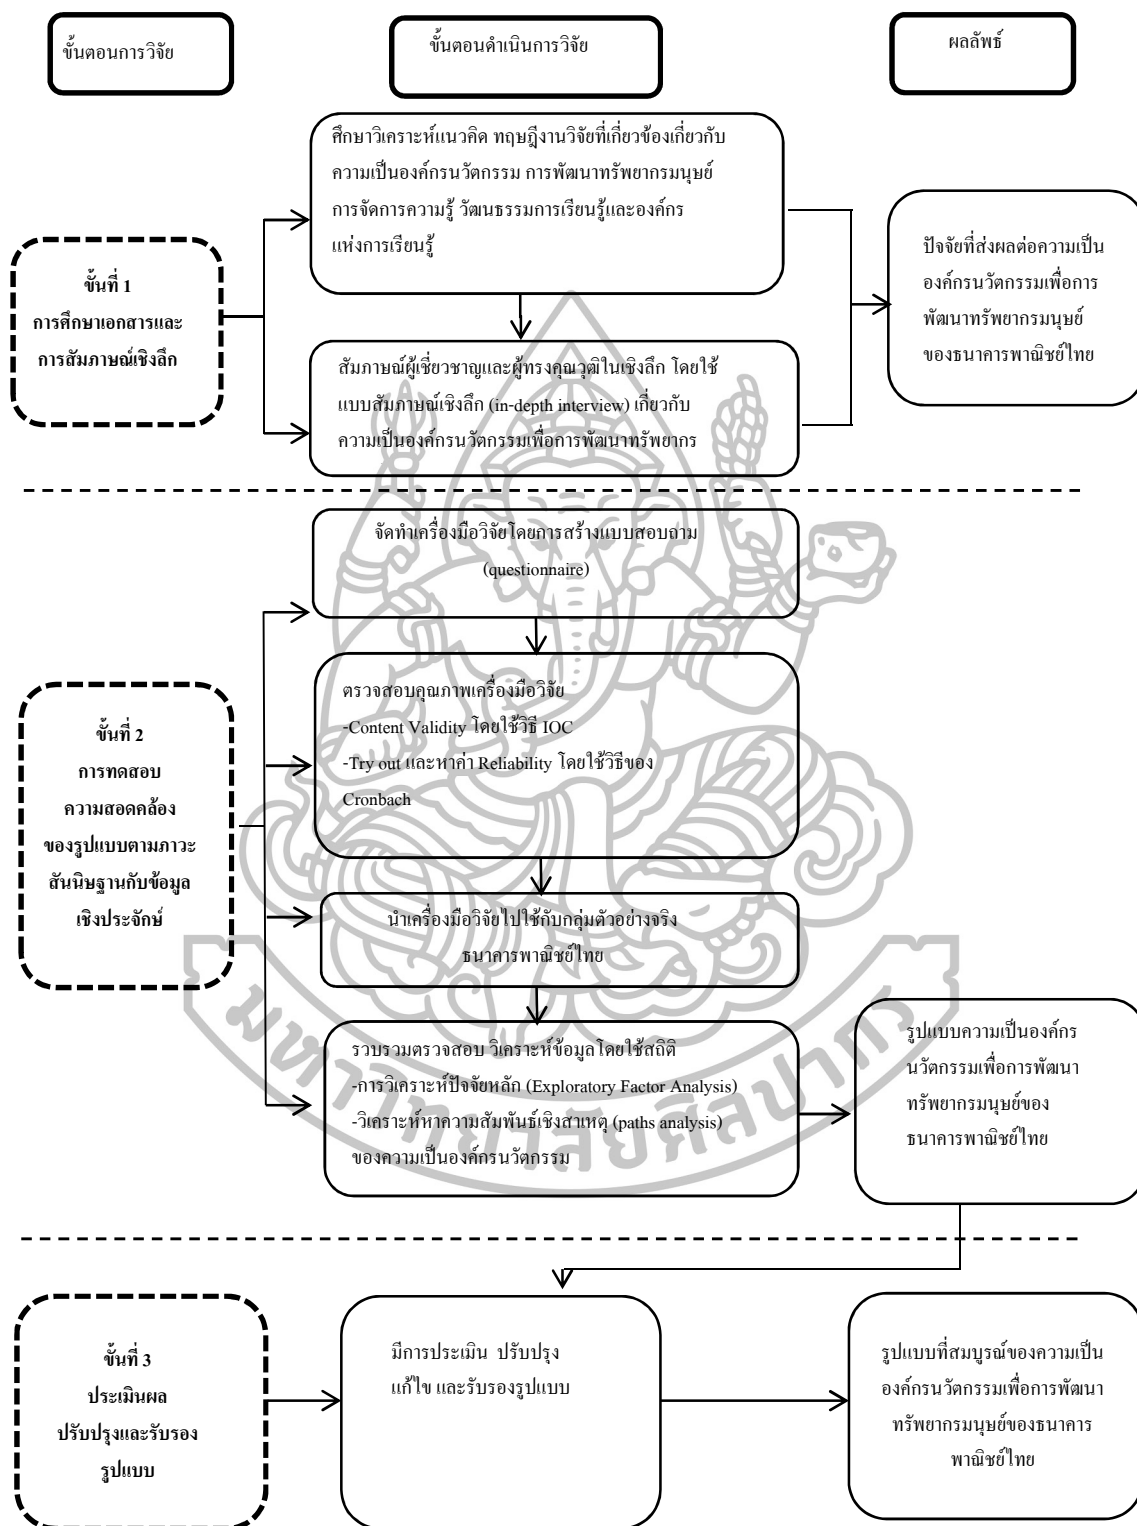 ขั้นตอนการวิจัย
ขั้นตอนดำเนินการวิจัย
ผลลัพธ์
ศึกษาวิเคราะห์แนวคิด ทฤษฎีงานวิจัยที่เกี่ยวข้องเกี่ยวกับ
ความเป็นองค์กรนวัตกรรม การพัฒนาทรัพยากรมนุษย์
การจัดการความรู้ วัฒนธรรมการเรียนรู้และองค์กร
แห่งการเรียนรู้
ขั้นที่ 1
การศึกษาเอกสารและ
การสัมภาษณ์เชิงลึก
ปัจจัยที่ส่งผลต่อความเป็น
องค์กรนวัตกรรมเพื่อการ
พัฒนาทรัพยากรมนุษย์
ของธนาคารพาณิชย์ไทย
สัมภาษณ์ผู้เชี่ยวชาญและผู้ทรงคุณวุฒิในเชิงลึก โดยใช้
แบบสัมภาษณ์เชิงลึก (in-depth interview) เกี่ยวกับ
ความเป็นองค์กรนวัตกรรมเพื่อการพัฒนาทรัพยากร
จัดทำเครื่องมือวิจัยโดยการสร้างแบบสอบถาม
(questionnaire)
ตรวจสอบคุณภาพเครื่องมือวิจัย
-Content Validity โดยใช้วิธี IOC
-Try out และหาค่า Reliability โดยใช้วิธีของ
Cronbach
ขั้นที่ 2
การทดสอบ
ความสอดคล้อง
ของรูปแบบตามภาวะ
สันนิษฐานกับข้อมูล
เชิงประจักษ์
นำเครื่องมือวิจัยไปใช้กับกลุ่มตัวอย่างจริง
ธนาคารพาณิชย์ไทย
รวบรวมตรวจสอบ วิเคราะห์ข้อมูลโดยใช้สถิติ
-การวิเคราะห์ปัจจัยหลัก (Exploratory Factor Analysis)
-วิเคราะห์หาความสัมพันธ์เชิงสาเหตุ (paths analysis)
ของความเป็นองค์กรนวัตกรรม
รูปแบบความเป็นองค์กร
นวัตกรรมเพื่อการพัฒนา
ทรัพยากรมนุษย์ของ
ธนาคารพาณิชย์ไทย
มหาวิทยาลัยศิลปากร
ขั้นที่ 3
ประเมินผล
ปรับปรุงและรับรอง
รูปแบบ
มีการประเมิน ปรับปรุง
แก้ไข และรับรองรูปแบบ
รูปแบบที่สมบูรณ์ของความเป็น
องค์กรนวัตกรรมเพื่อการพัฒนา
ทรัพยากรมนุษย์ของธนาคาร
พาณิชย์ไทย